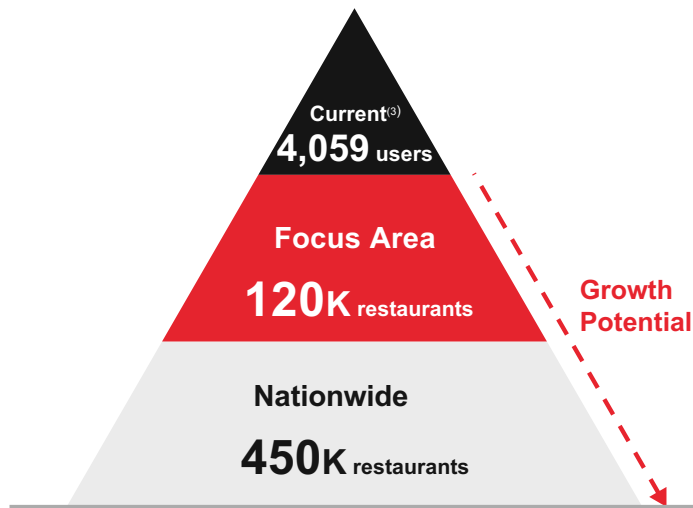 Current(3)
4,059 users
Focus Area
120K restaurants
Growth
Potential
Nationwide
450K restaurants